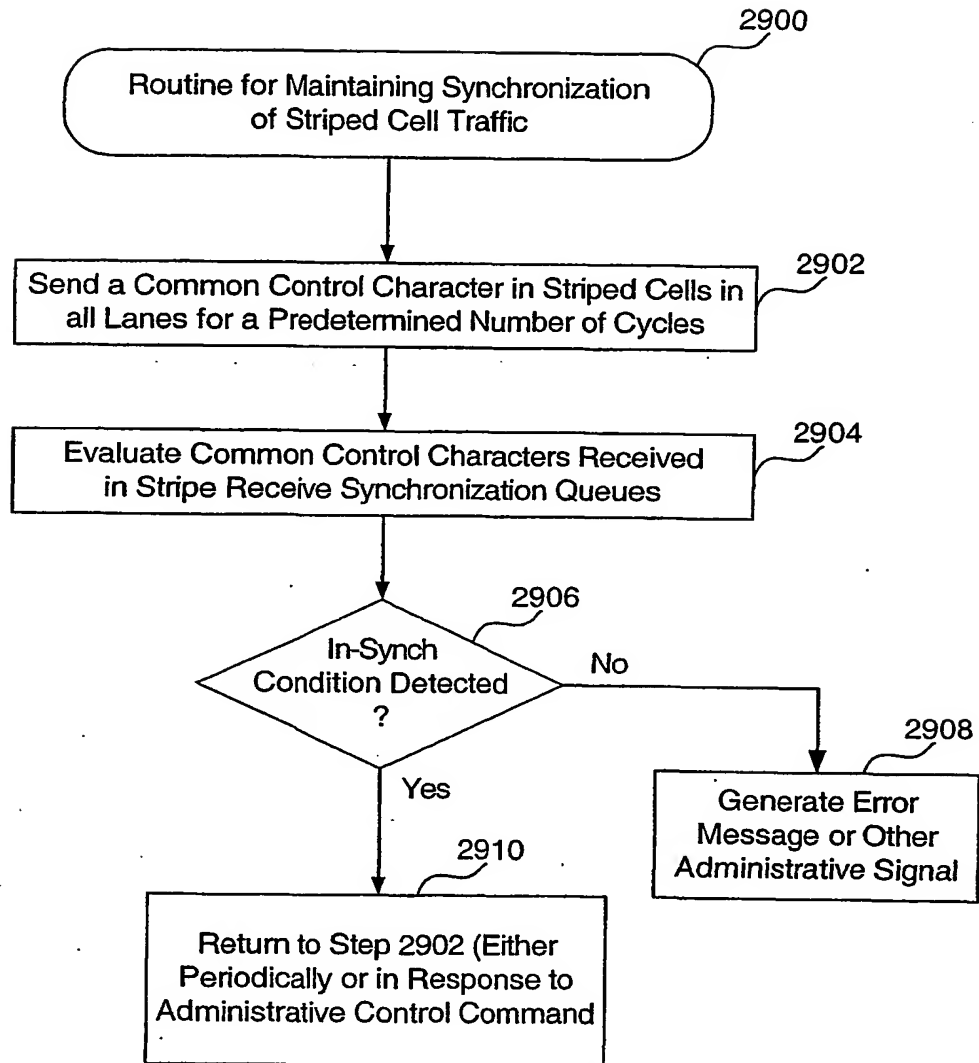 2900
Routine for Maintaining Synchronization
of Striped Cell Traffic
2902
Send a Common Control Character in Striped Cells in
all Lanes for a Predetermined Number of Cycles
2904
Evaluate Common Control Characters Received
in Stripe Receive Synchronization Queues
2906
In-Synch
Condition Detected
?
No
Yes
2908
Generate Error
Message or Other
Administrative Signal
2910
Return to Step 2902 (Either
Periodically or in Response to
Administrative Control Command